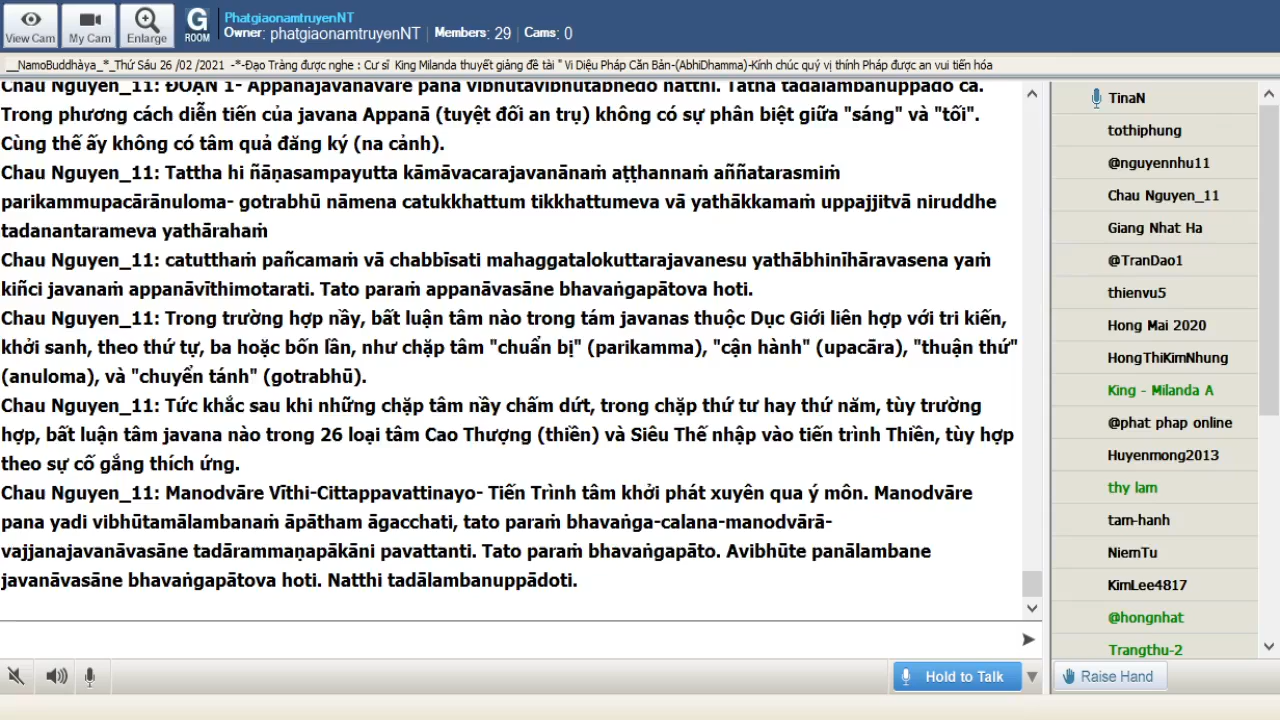 View Cam
My Cam
Enlarge
G
ROOM
PhatgiaonamtruyenNT
Owner: phatgiaonamtruyenNT | Members: 29 | Cams: 0
__NamoBuddhàya_*_Thứ Sáu 26 /02 /2021 -*-Đạo Tràng được nghe : Cư sĩ King Milanda thuyết giảng đề tài " Vi Diệu Pháp Căn Bản-(AbhiDhamma)-Kính chúc quý vị thính Pháp được an vui tiến hóa
Chau Nguyen_11: ĐOẠN 1- Appanājavanavāre pana vibhūtāvibhūtabhedo natthi. Tathā tadālambanuppādo ca.
Trong phương cách diễn tiến của javana Appanā (tuyệt đối an trụ) không có sự phân biệt giữa "sáng" và "tối".
Cùng thế ấy không có tâm quả đăng ký (na cảnh).
Chau Nguyen_11: Tattha hi ñāṇasampayutta kāmāvacarajavanānaṁ aṭṭhannaṁ aññatarasmiṁ
parikammupacārānuloma- gotrabhū nāmena catukkhattum tikkhattumeva vā yathākkamaṁ uppajjitvā niruddhe
tadanantarameva yathārahaṁ
Chau Nguyen_11: catutthaṁ pañcamaṁ vā chabbīsati mahaggatalokuttarajavanesu yathābhinīhāravasena yaṁ
kiñci javanaṁ appanāvīthimotarati. Tato paraṁ appanāvasāne bhavaṅgapātova hoti.
Chau Nguyen_11: Trong trường hợp nầy, bất luận tâm nào trong tám javanas thuộc Dục Giới liên hợp với tri kiến,
khởi sanh, theo thứ tự, ba hoặc bốn lần, như chặp tâm "chuẩn bị" (parikamma), "cận hành" (upacāra), "thuận thứ"
(anuloma), và "chuyển tánh" (gotrabhū).
Chau Nguyen_11: Tức khắc sau khi những chặp tâm nầy chấm dứt, trong chặp thứ tư hay thứ năm, tùy trường
hợp, bất luận tâm javana nào trong 26 loại tâm Cao Thượng (thiền) và Siêu Thế nhập vào tiến trình Thiền, tùy hợp
theo sự cố gắng thích ứng.
Chau Nguyen_11: Manodvāre Vīthi-Cittappavattinayo- Tiến Trình tâm khởi phát xuyên qua ý môn. Manodvāre
pana yadi vibhūtamālambanaṁ āpātham āgacchati, tato paraṁ bhavaṅga-calana-manodvārā-
vajjanajavanāvasāne tadārammaṇapākāni pavattanti. Tato paraṁ bhavaṅgapāto. Avibhūte panālambane
javanāvasāne bhavaṅgapātova hoti. Natthi tadālambanuppādoti.
TinaN
tothiphung
@nguyennhu11
Chau Nguyen_11
Giang Nhat Ha
@TranDao1
thienvu5
Hong Mai 2020
HongThiKimNhung
King - Milanda A
@phat phap online
Huyenmong2013
thy lam
tam-hanh
NiemTu
KimLee4817
@hongnhat
Trangthu-2
Hold to Talk
Raise Hand